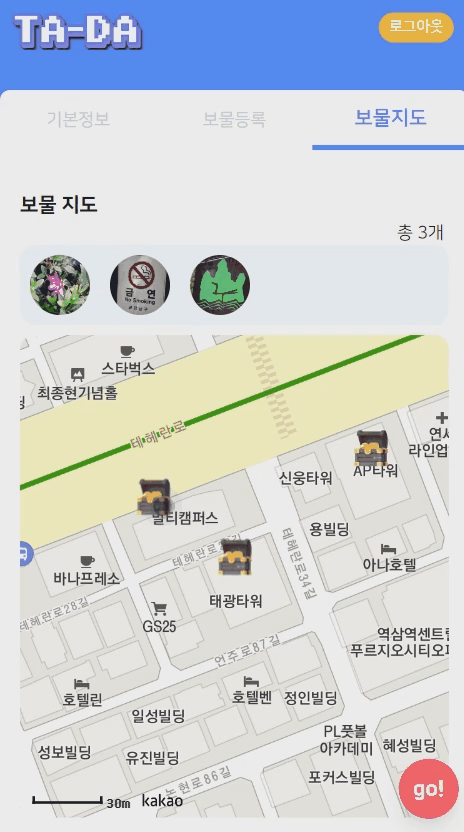 TA-DA
로그아웃
기본정보
보물등록
보물지도
보물 지도
총 3개
금 연
No Smoking
스타벅스
최종현기념홀
테헤란로
연세
라인업
AP타워
신웅타워
멀티캠퍼스
용빌딩
테헤란로34길
아나호텔
바나프레소
태광타워
테헤란로28길
GS25
언주로87길
역삼역센트럴
푸르지오시티오피
호텔린
호텔벤
정인빌딩
일성빌딩
PL풋볼
아카데미
혜성빌딩
성보빌딩
유진빌딩
포커스빌딩
논현로86길
go!
30m
kakao